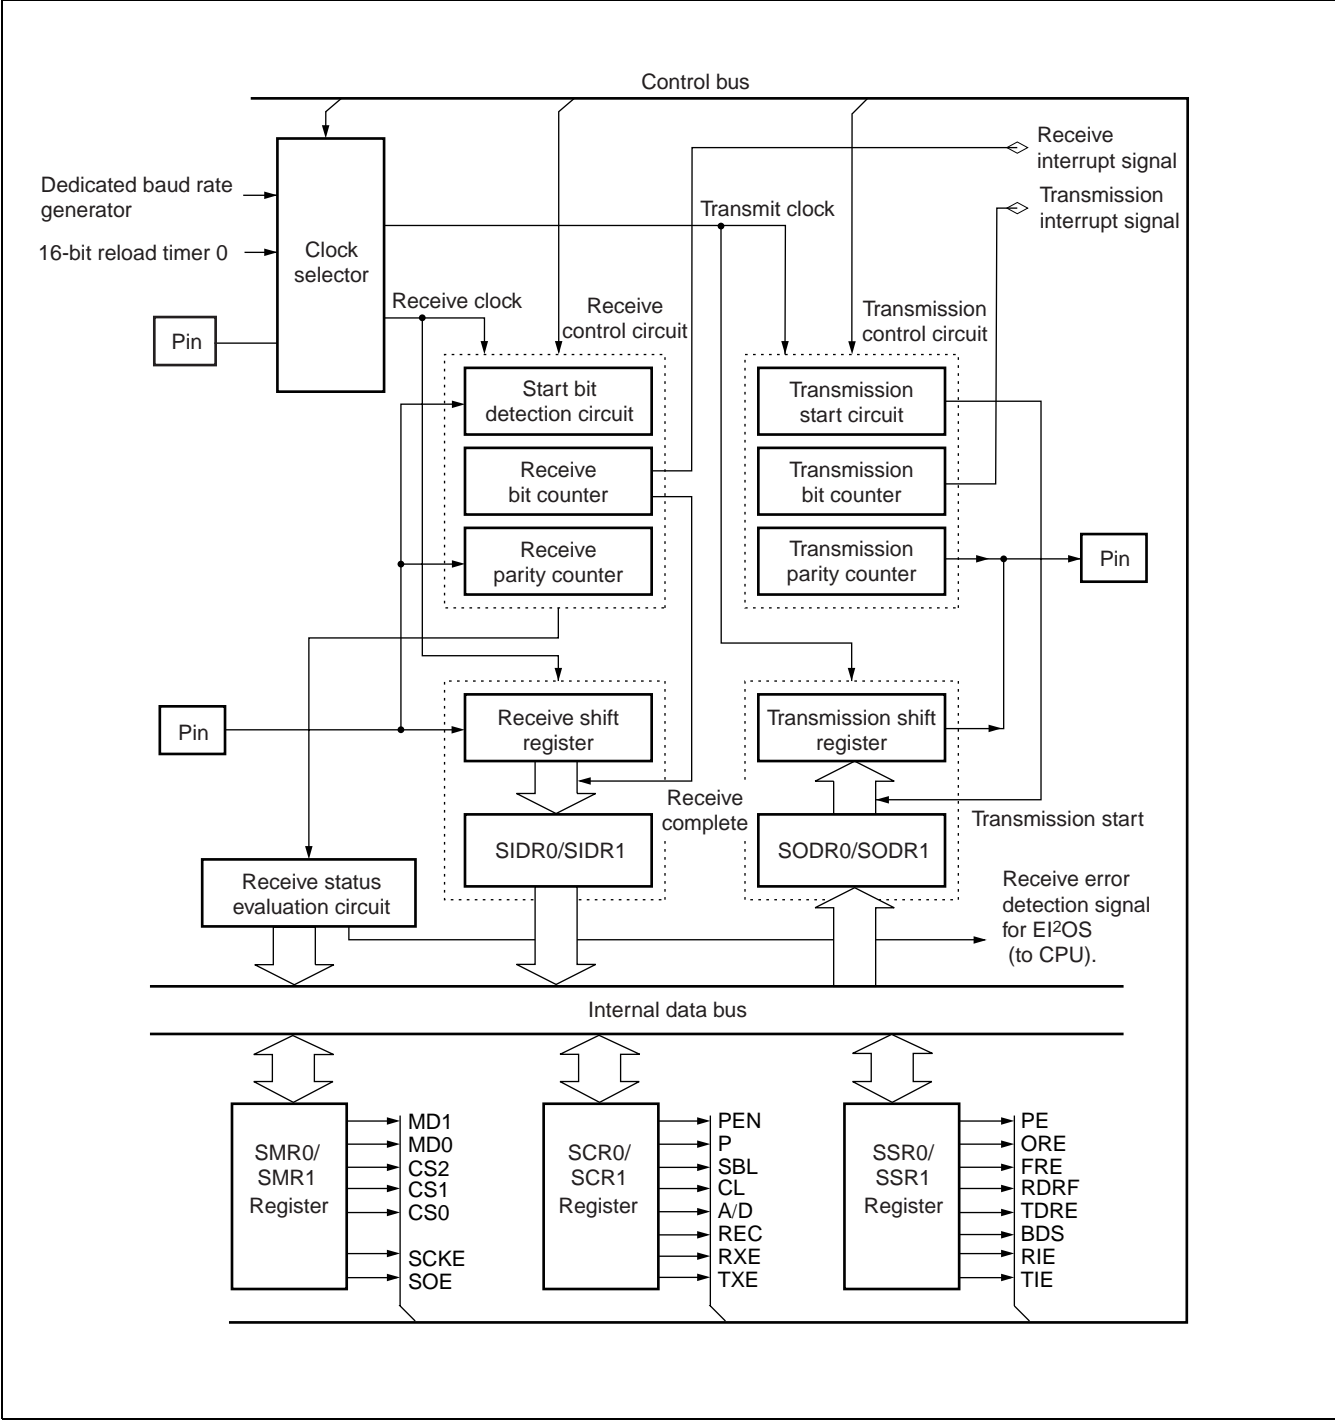 Control bus
Receive
interrupt signal
Transmission
interrupt signal
Dedicated baud rate
generator
16-bit reload timer 0
Clock
selector
Transmit clock
Receive clock
Receive
control circuit
Transmission
control circuit
Pin
Start bit
detection circuit
Transmission
start circuit
Receive
bit counter
Transmission
bit counter
Receive
parity counter
Transmission
parity counter
Pin
Pin
Receive shift
register
Transmission shift
register
Receive
complete
Transmission start
SIDR0/SIDR1
SODR0/SODR1
Receive status
evaluation circuit
Receive error
detection signal
for EI²OS
(to CPU).
Internal data bus
SMR0/
SMR1
Register
MD1
MD0
CS2
CS1
CS0
SCKE
SOE
SCR0/
SCR1
Register
PEN
P
SBL
CL
A/D
REC
RXE
TXE
SSR0/
SSR1
Register
PE
ORE
FRE
RDRF
TDRE
BDS
RIE
TIE